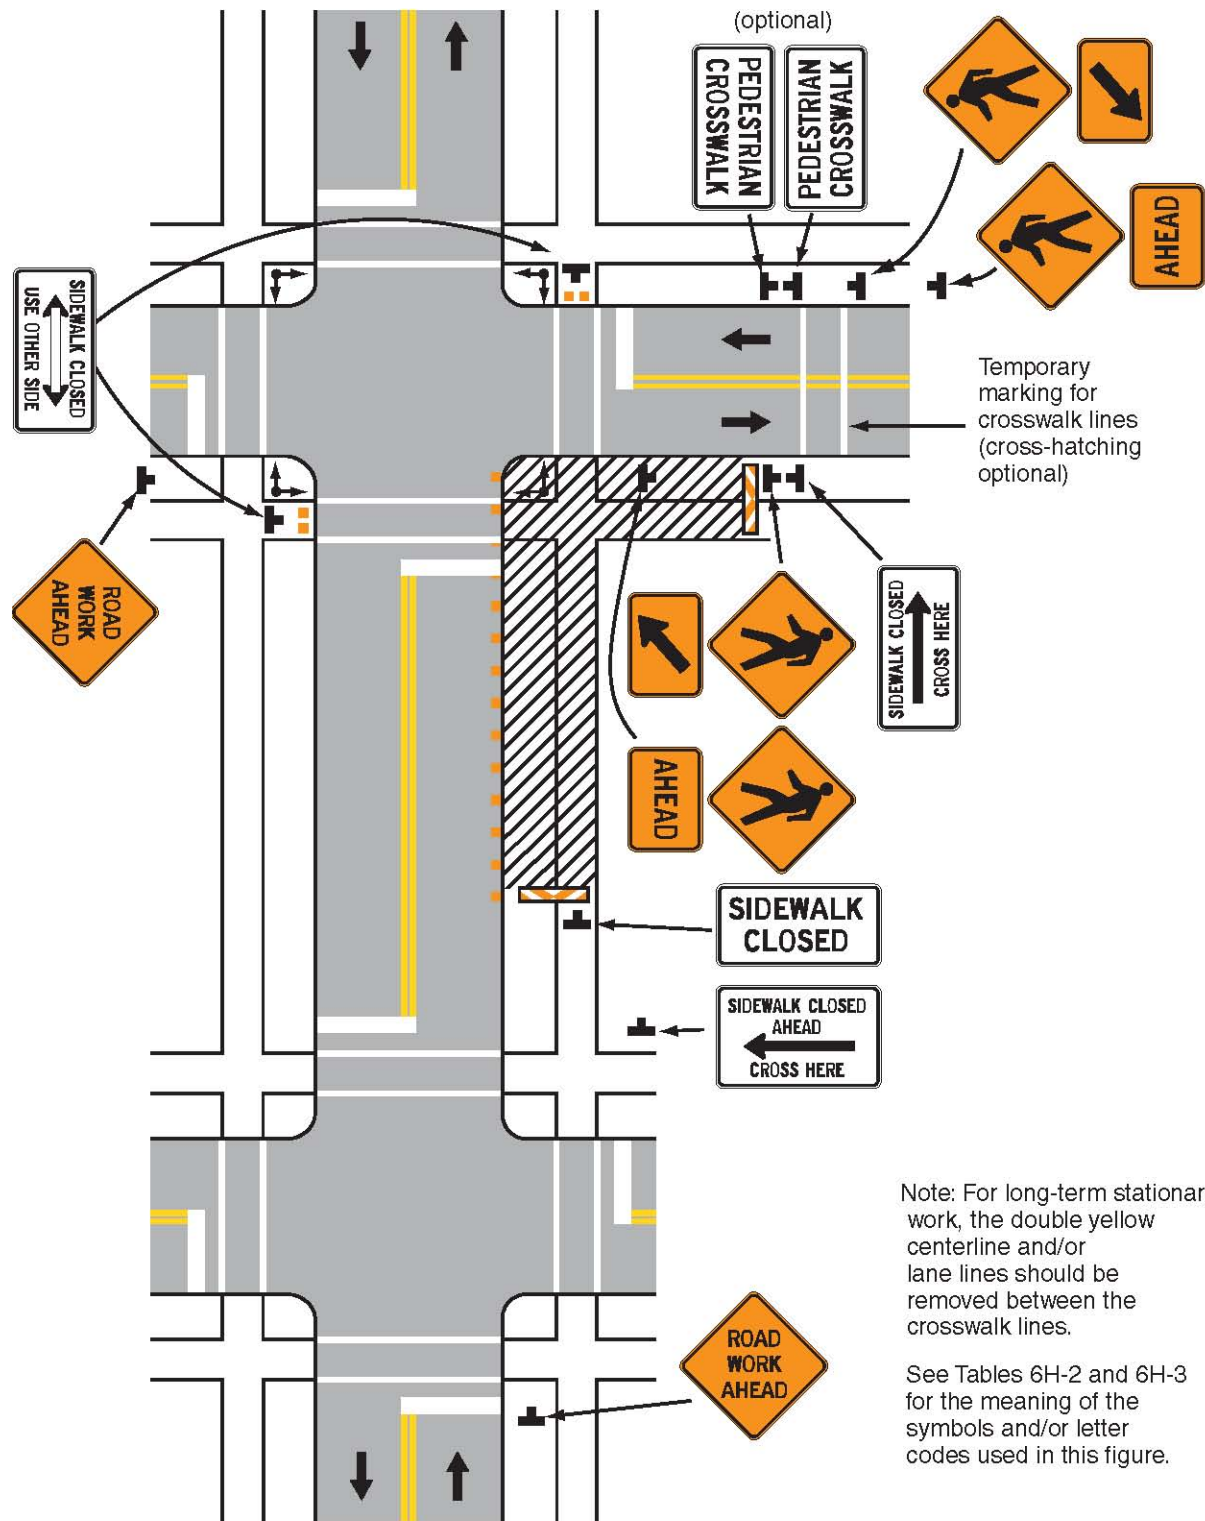 (optional)
PEDESTRIAN
CROSSWALK
PEDESTRIAN
CROSSWALK
AHEAD
SIDEWALK CLOSED
USE OTHER SIDE
Temporary
marking for
crosswalk lines
(cross-hatching
optional)
ROAD
WORK
AHEAD
SIDEWALK CLOSED
CROSS HERE
AHEAD
SIDEWALK
CLOSED
SIDEWALK CLOSED
AHEAD
CROSS HERE
Note: For long-term stationar
work, the double yellow
centerline and/or
lane lines should be
removed between the
crosswalk lines.
ROAD
WORK
AHEAD
See Tables 6H-2 and 6H-3
for the meaning of the
symbols and/or letter
codes used in this figure.